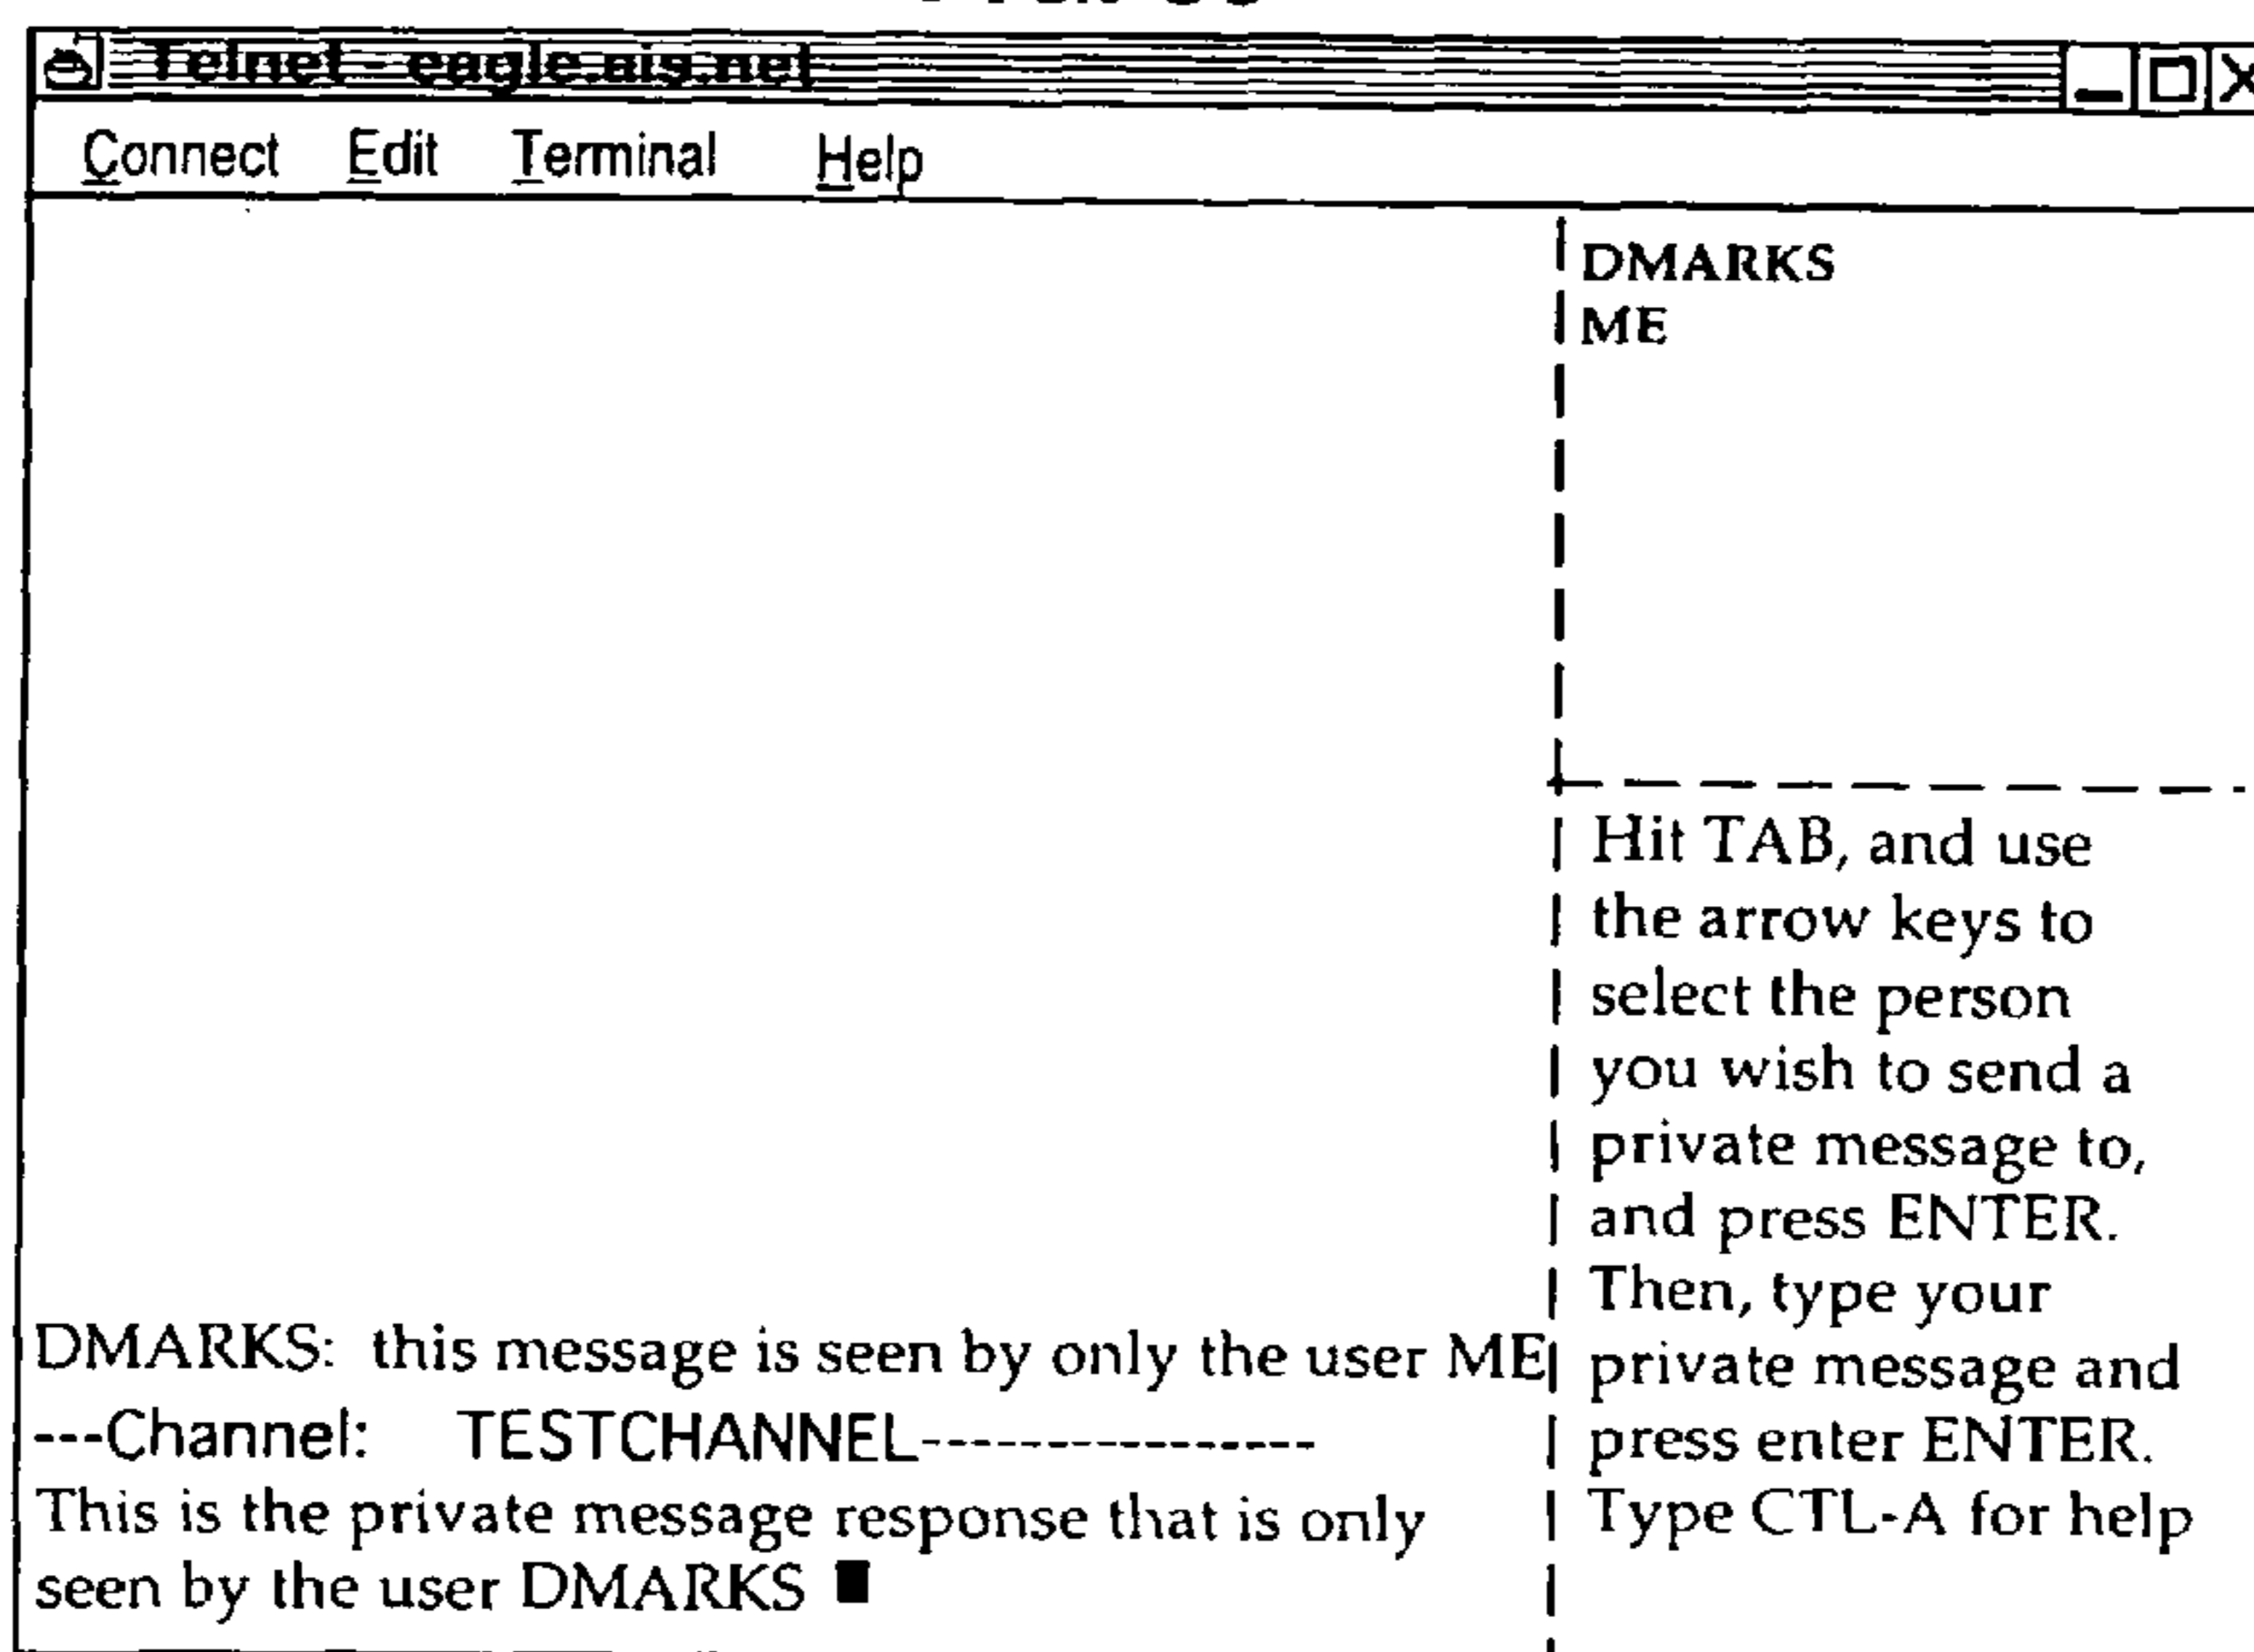 Telnet - eagle.ais.net
Connect Edit Terminal Help
DMARKS
ME
Hit TAB, and use
the arrow keys to
select the person
you wish to send a
private message to,
and press ENTER.
Then, type your
private message and
press enter ENTER.
Type CTL-A for help
DMARKS: this message is seen by only the user ME
---Channel: TESTCHANNEL----------------
This is the private message response that is only
seen by the user DMARKS